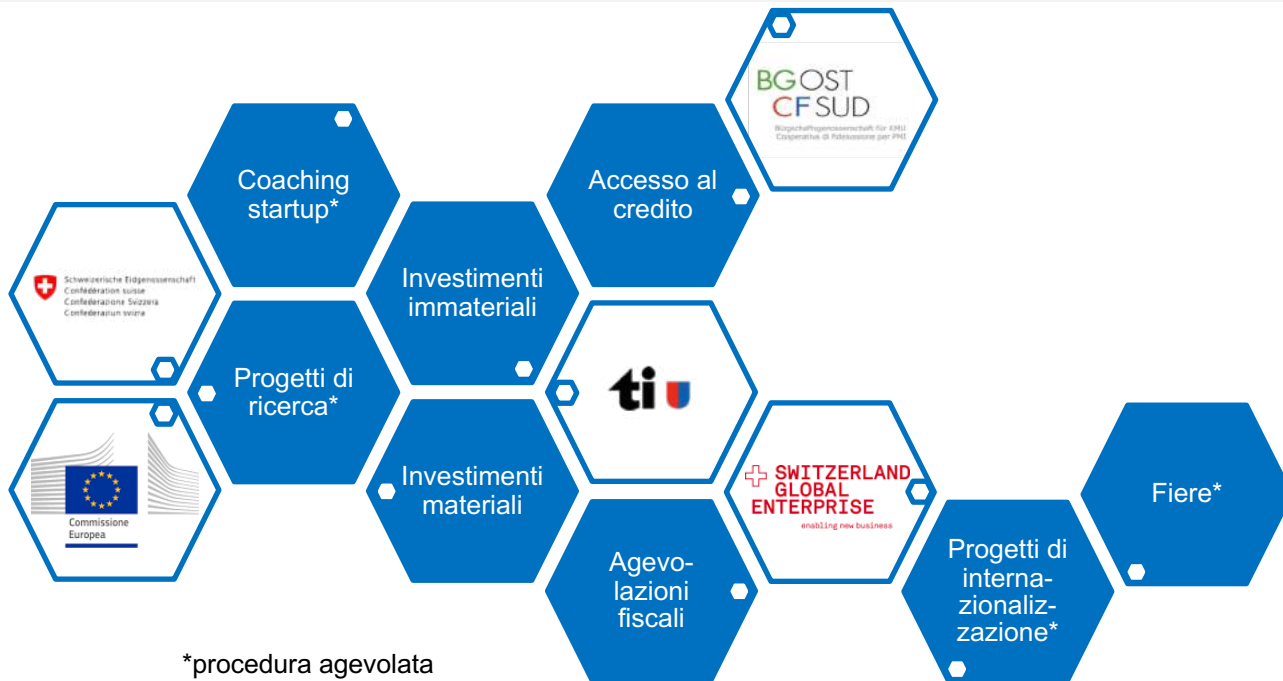 BG OST
CF SUD
Bürgschaftsgenossenschaft für KMU
Cooperativa di fideiussione per PMI
Coaching
startup*
Accesso al
credito
Schweizerische Eidgenossenschaft
Confédération suisse
Confederazione Svizzera
Confederaziun svizra
Investimenti
immateriali
Progetti di
ricerca*
ti
Commissione
Europea
Investimenti
materiali
SWITZERLAND
GLOBAL
ENTERPRISE
enabling new business
Fiere*
Agevo-
lazioni
fiscali
Progetti di
interna-
zionaliz-
zazione*
*procedura agevolata